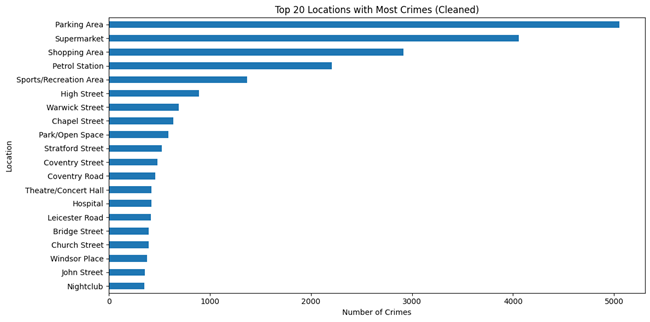 Top 20 Locations with Most Crimes (Cleaned)
Parking Area
Supermarket
Shopping Area
Petrol Station
Sports/Recreation Area
High Street
Warwick Street
Chapel Street
Park/Open Space
Stratford Street
Coventry Street
Coventry Road
Theatre/Concert Hall
Hospital
Leicester Road
Bridge Street
Church Street
Windsor Place
John Street
Nightclub
Location
0 1000 2000 3000 4000 5000
Number of Crimes